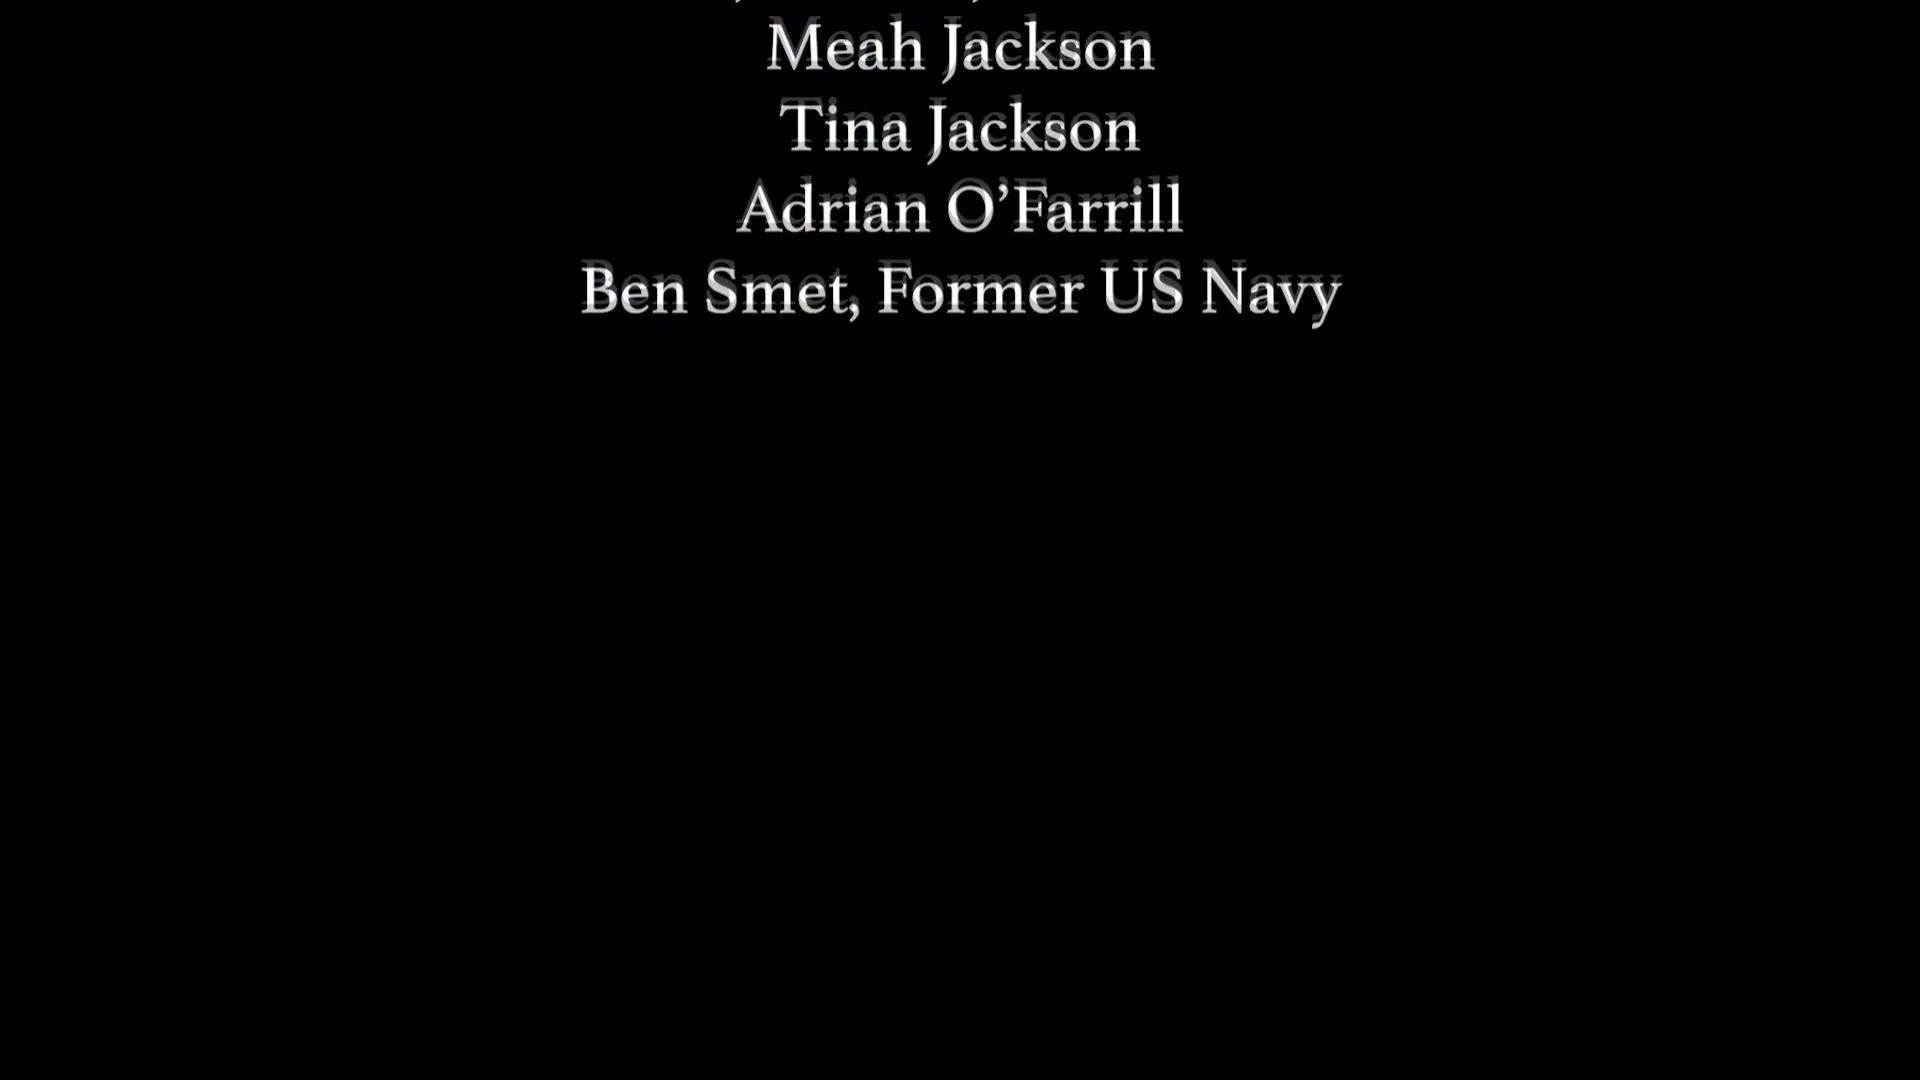 Meah Jackson
Tina Jackson
Adrian O’Farrill
Ben Smet, Former US Navy